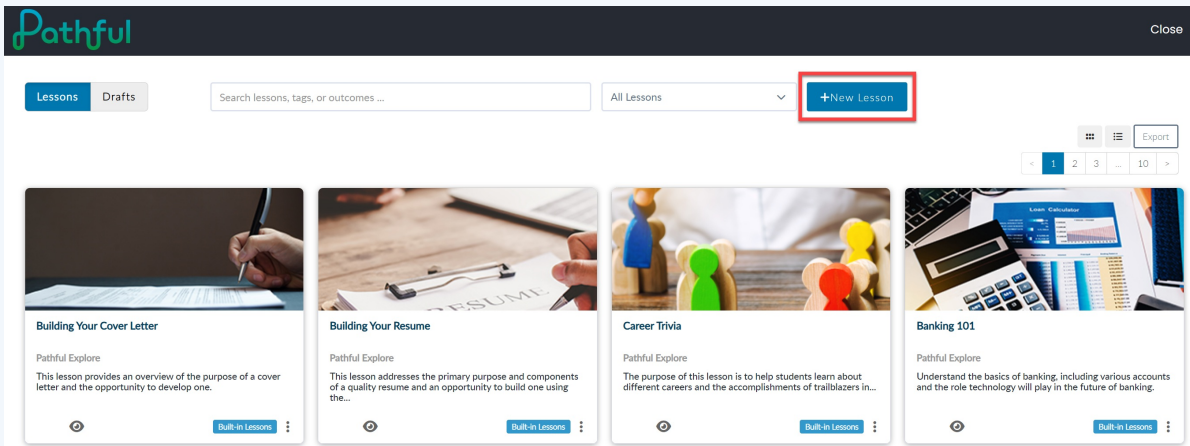 Pathful
Close
Lessons
Drafts
Search lessons, tags, or outcomes ...
All Lessons
+New Lesson
Export
< 1 2 3 ... 10 >
RESUME
Loan Calculator
Building Your Cover Letter
Building Your Resume
Career Trivia
Banking 101
Pathful Explore
Pathful Explore
Pathful Explore
Pathful Explore
This lesson provides an overview of the purpose of a cover
letter and the opportunity to develop one.
This lesson addresses the primary purpose and components
of a quality resume and an opportunity to build one using
the...
The purpose of this lesson is to help students learn about
different careers and the accomplishments of trailblazers in...
Understand the basics of banking, including various accounts
and the role technology will play in the future of banking.
Built-in Lessons
Built-in Lessons
Built-in Lessons
Built-in Lessons